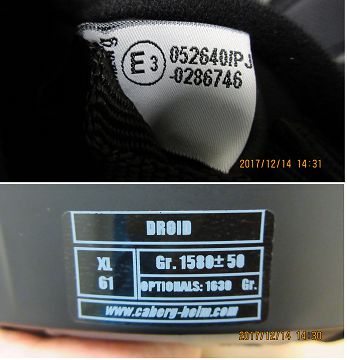 E3 052640/PJ
-0286746
2017/12/14 14:31
DROID
XL Gr. 1580± 50
61 OPTIONALS: 1630 Gr.
www.caberg-helm.com
2017/12/14 14:30